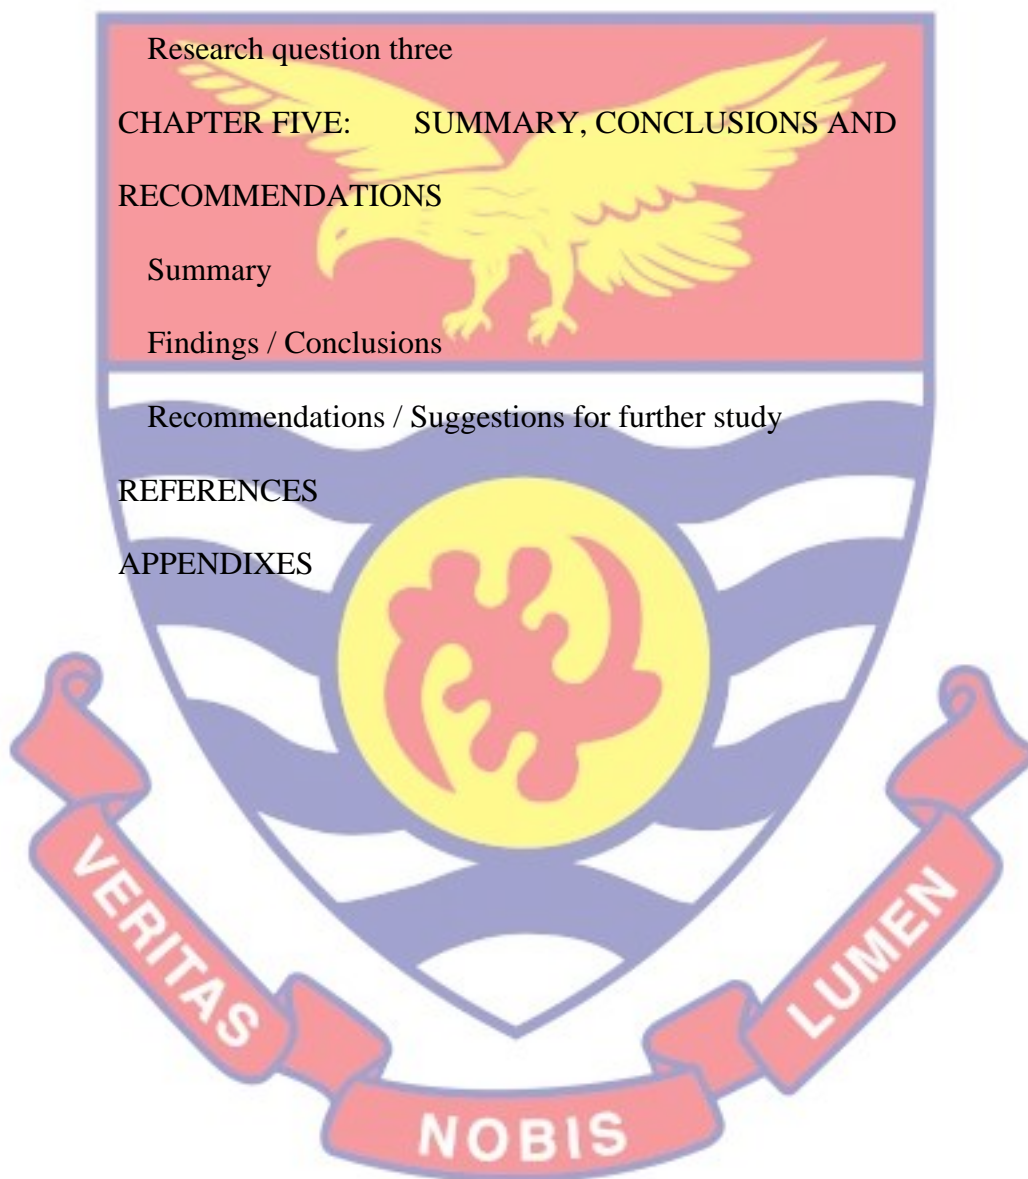 Research question three
CHAPTER FIVE: SUMMARY, CONCLUSIONS AND
RECOMMENDATIONS
Summary
Findings / Conclusions
Recommendations / Suggestions for further study
REFERENCES
APPENDIXES
VERITAS
NOBIS
LUMEN